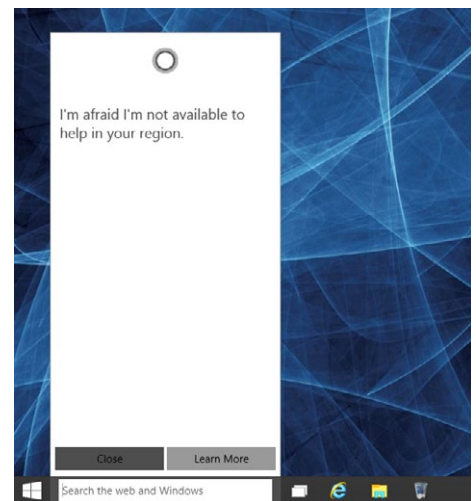 I'm afraid I'm not available to
help in your region.
Close
Learn More
Search the web and Windows